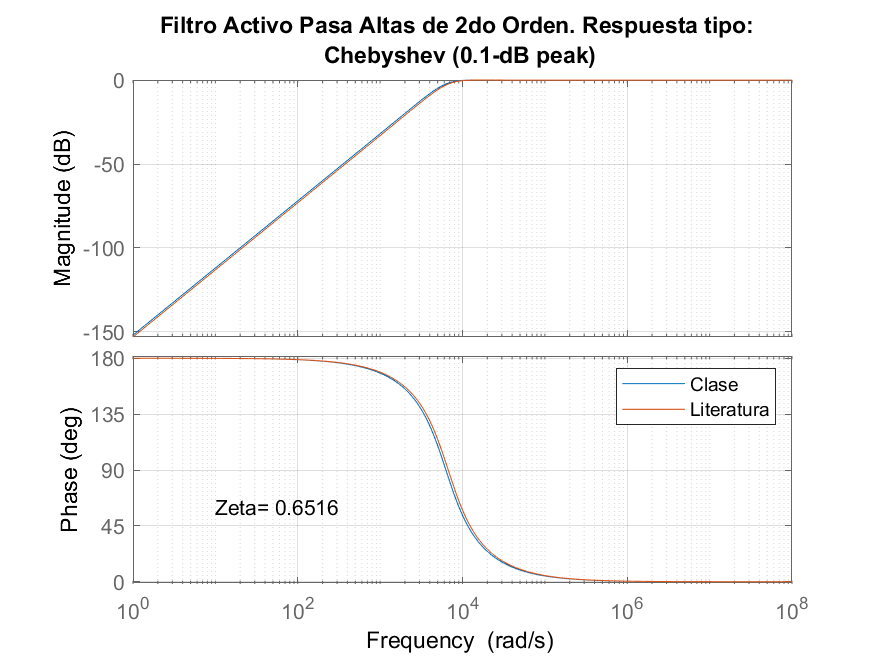 Filtro Activo Pasa Altas de 2do Orden. Respuesta tipo:
Chebyshev (0.1-dB peak)
Magnitude (dB)
0
-50
-100
-150
Phase (deg)
180
135
90
45
0
Clase
Literatura
Zeta= 0.6516
10^0
10^2
10^4
10^6
10^8
Frequency (rad/s)